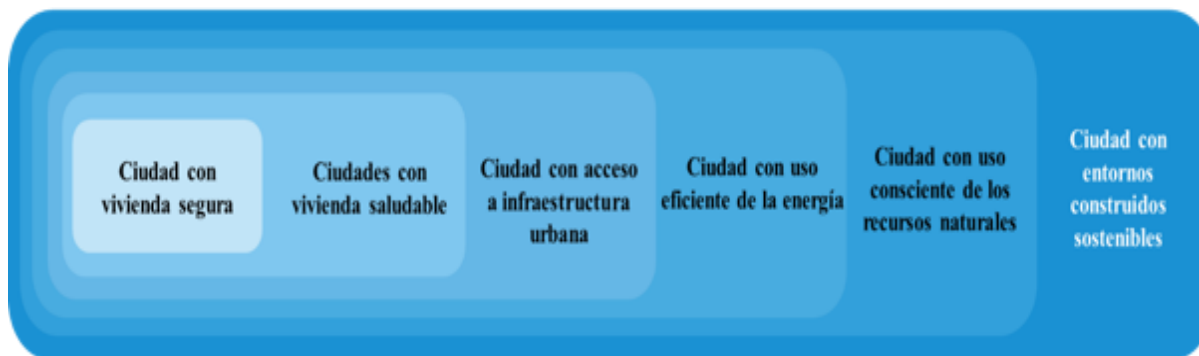 Ciudad con
vivienda segura
Ciudades con
vivienda saludable
Ciudad con acceso
a infraestructura
urbana
Ciudad con uso
eficiente de la energía
Ciudad con uso
consciente de los
recursos naturales
Ciudad con
entornos
construidos
sostenibles